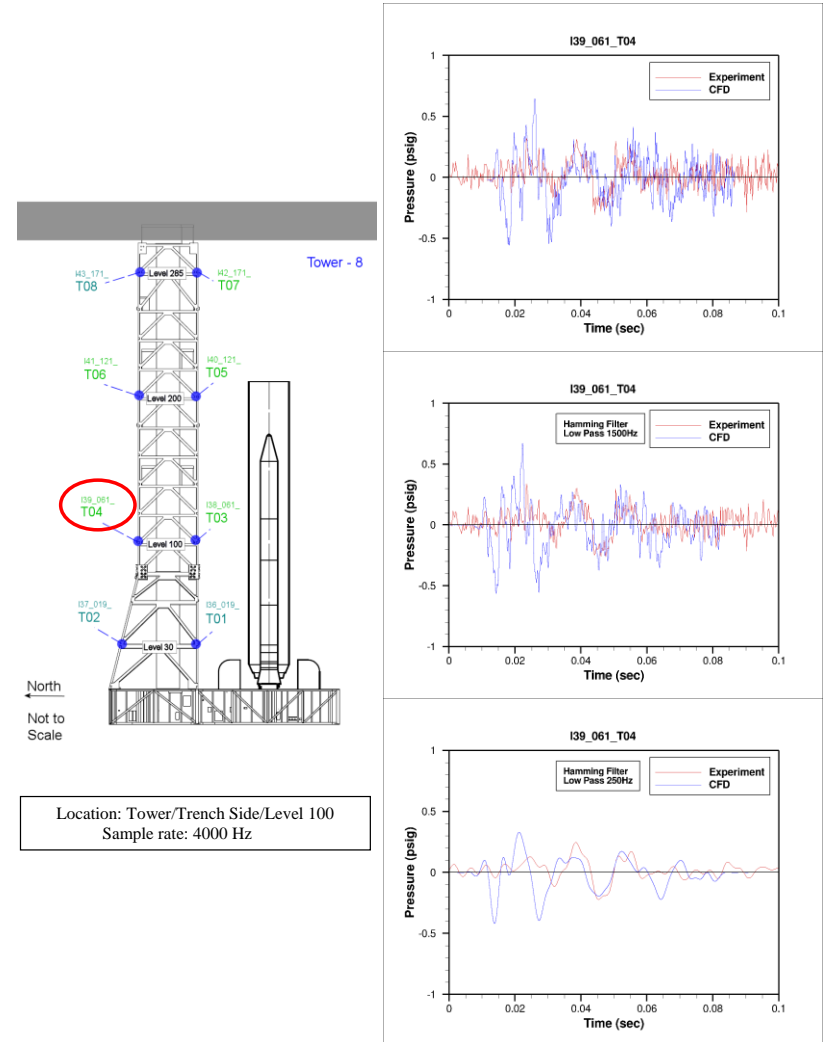 Tower - 8
I43_171_
T08
Level 285
I42_171_
T07
I41_121_
T06
Level 200
I40_121_
T05
I39_061_
T04
Level 100
I38_061_
T03
I37_019_
T02
Level 30
I36_019_
T01
North
Not to
Scale
Location: Tower/Trench Side/Level 100
Sample rate: 4000 Hz
I39_061_T04
Experiment
CFD
Pressure (psig)
1
0.5
0
-0.5
-1
0 0.02 0.04 0.06 0.08 0.1
Time (sec)
I39_061_T04
Hamming Filter
Low Pass 1500Hz
Experiment
CFD
Pressure (psig)
1
0.5
0
-0.5
-1
0 0.02 0.04 0.06 0.08 0.1
Time (sec)
I39_061_T04
Hamming Filter
Low Pass 250Hz
Experiment
CFD
Pressure (psig)
1
0.5
0
-0.5
-1
0 0.02 0.04 0.06 0.08 0.1
Time (sec)